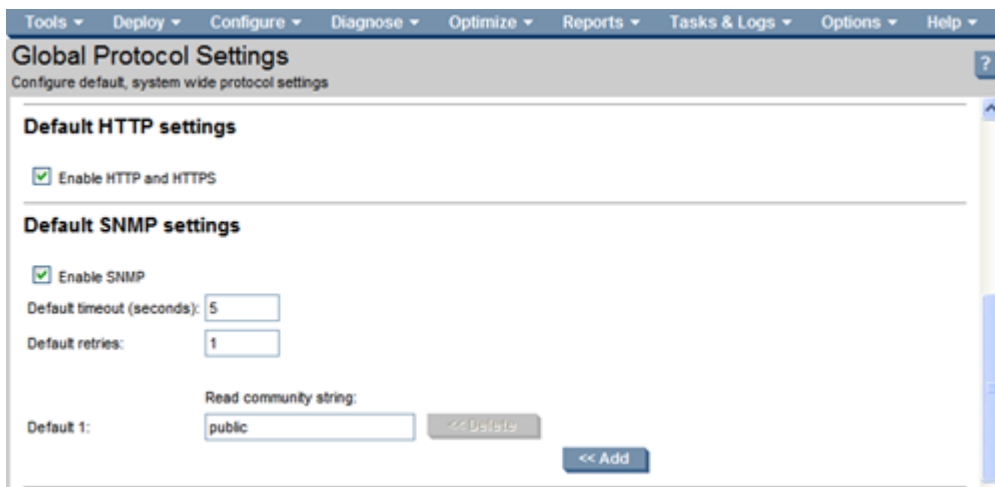 Tools Deploy Configure Diagnose Optimize Reports Tasks & Logs Options Help
Global Protocol Settings
?
Configure default, system wide protocol settings
Default HTTP settings
Enable HTTP and HTTPS
Default SNMP settings
Enable SNMP
Default timeout (seconds): 5
Default retries: 1
Read community string:
Default 1: public << Delete
<< Add